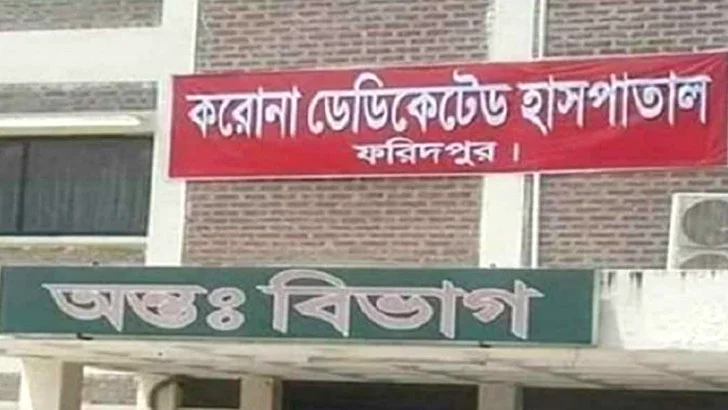 করোনা ডেডিকেটেড হাসপাতাল
ফরিদপুর ।
অন্তঃ বিভাগ